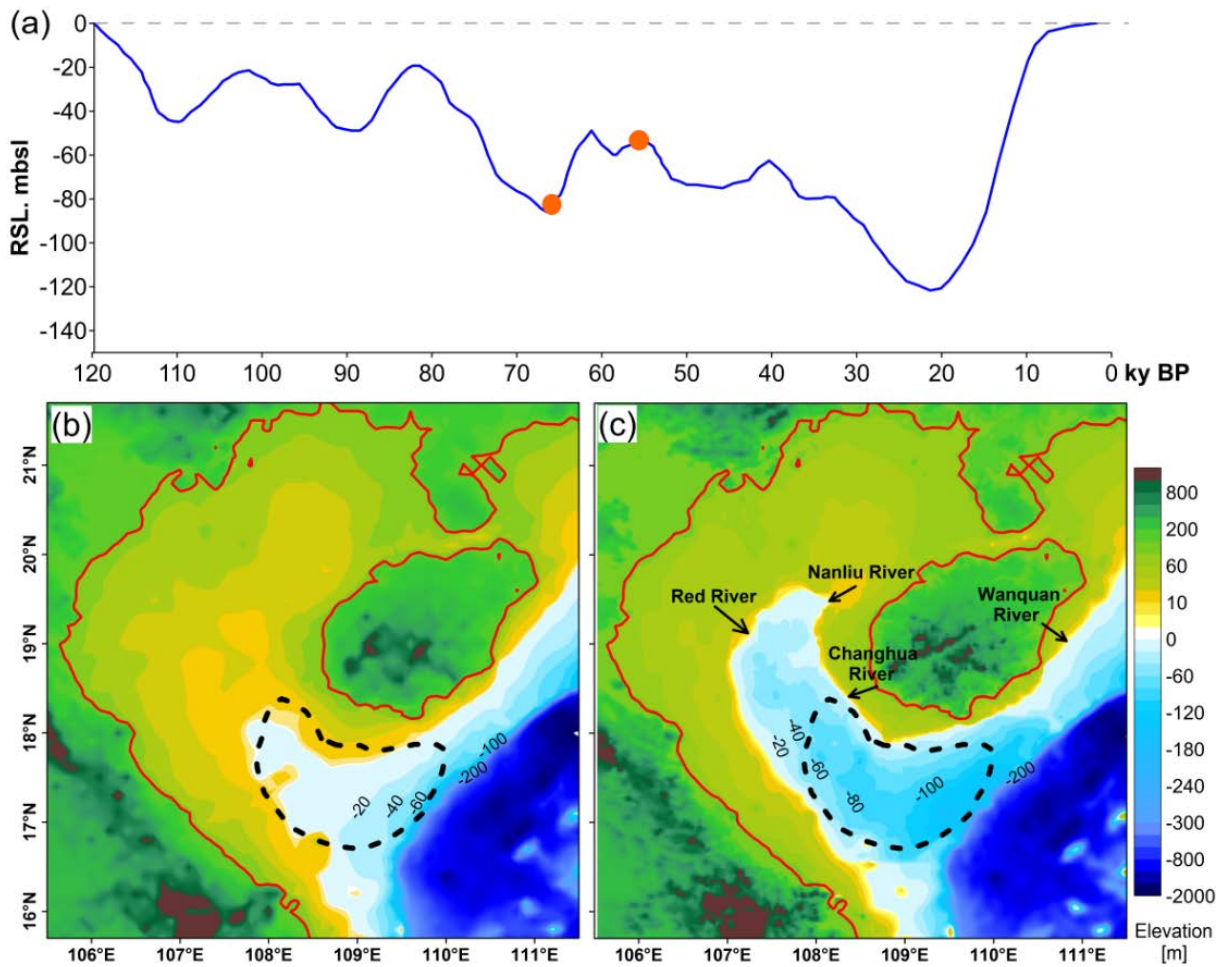 (a)
0
-20
-40
-60
-80
-100
-120
-140
RSL. mbsl
120 110 100 90 80 70 60 50 40 30 20 10 0 ky BP
(b)
21°N
20°N
19°N
18°N
17°N
16°N
-100
-200
-20
-40
-60
106°E 107°E 108°E 109°E 110°E 111°E
(c)
Nanliu River
Red River
Wanquan
River
Changhua
River
-40
-20
-60
-80
-100
-200
106°E 107°E 108°E 109°E 110°E 111°E
800
200
60
10
0
-60
-120
-180
-240
-300
-800
-2000
Elevation
[m]